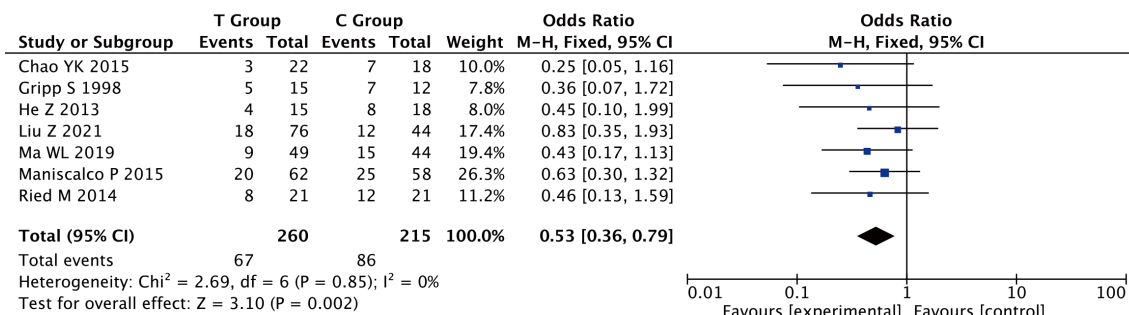 T Group C Group Odds Ratio Odds Ratio
Study or Subgroup Events Total Events Total Weight M-H, Fixed, 95% CI M-H, Fixed, 95% CI
Chao YK 2015 3 22 7 18 10.0% 0.25 [0.05, 1.16]
Gripp S 1998 5 15 7 12 7.8% 0.36 [0.07, 1.72]
He Z 2013 4 15 8 18 8.0% 0.45 [0.10, 1.99]
Liu Z 2021 18 76 12 44 17.4% 0.83 [0.35, 1.93]
Ma WL 2019 9 49 15 44 19.4% 0.43 [0.17, 1.13]
Maniscalco P 2015 20 62 25 58 26.3% 0.63 [0.30, 1.32]
Ried M 2014 8 21 12 21 11.2% 0.46 [0.13, 1.59]
Total (95% CI) 260 215 100.0% 0.53 [0.36, 0.79]
Total events 67 86
Heterogeneity: Chi² = 2.69, df = 6 (P = 0.85); I² = 0%
Test for overall effect: Z = 3.10 (P = 0.002)
0.01 0.1 1 10 100
Favours [experimental] Favours [control]